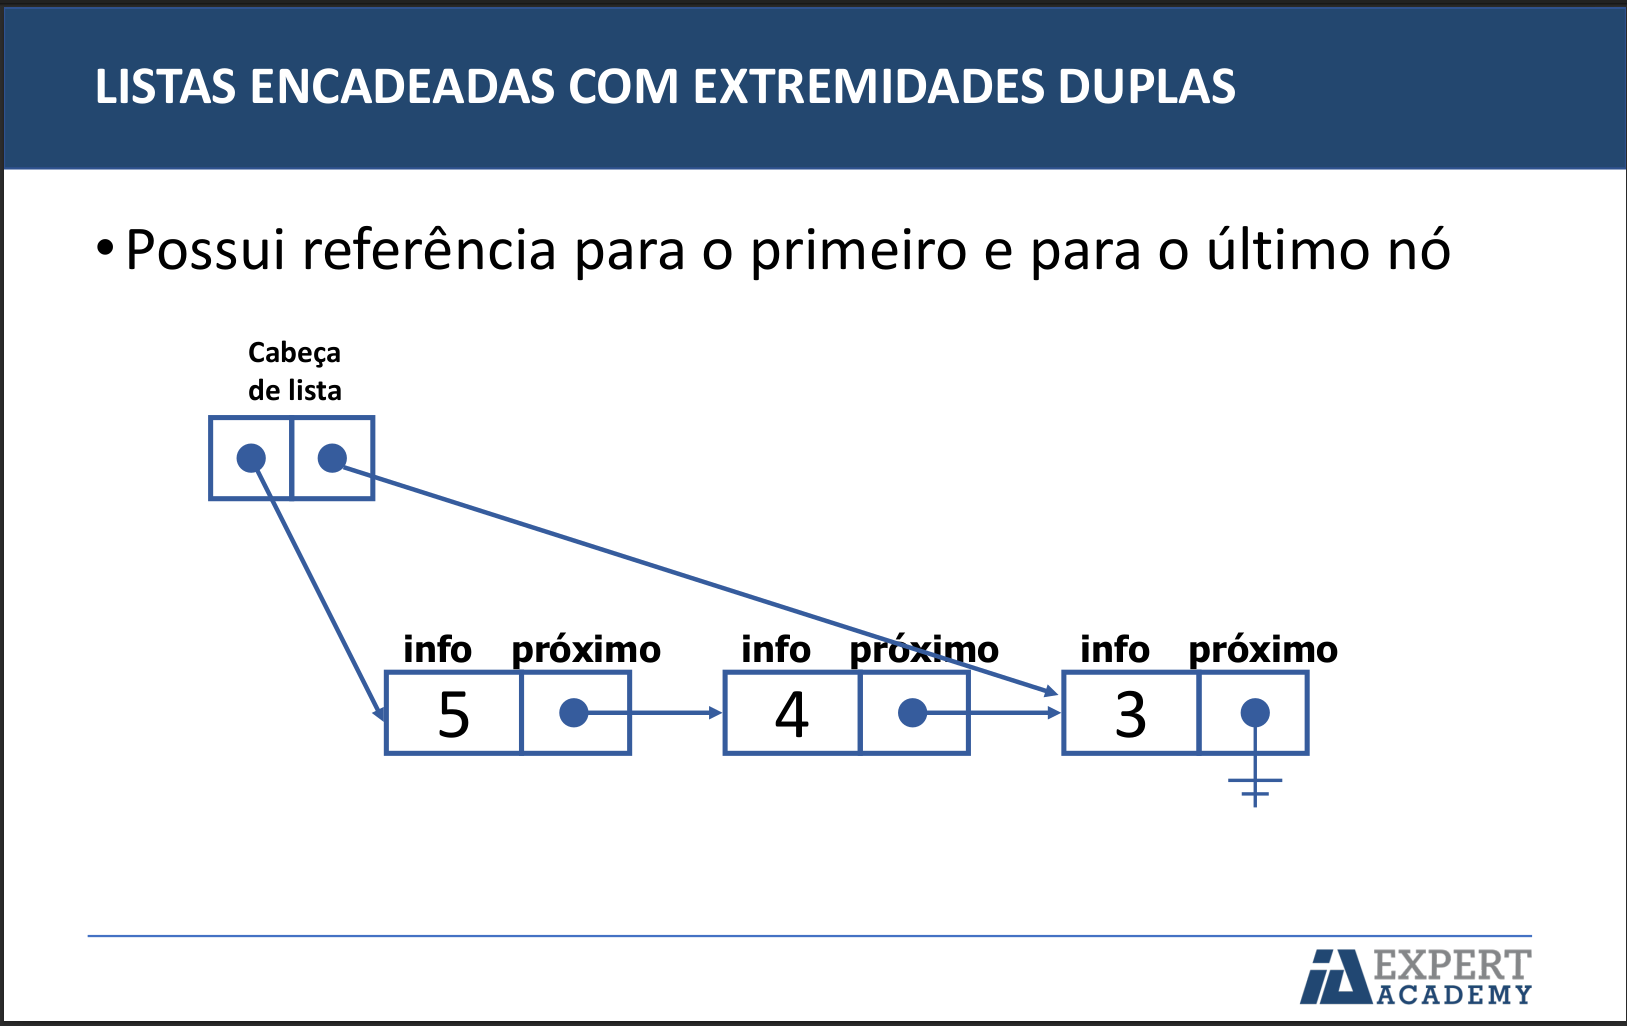 LISTAS ENCADEADAS COM EXTREMIDADES DUPLAS
• Possui referência para o primeiro e para o último nó
Cabeça
de lista
info próximo info próximo info próximo
5 4 3
IA EXPERT
ACADEMY